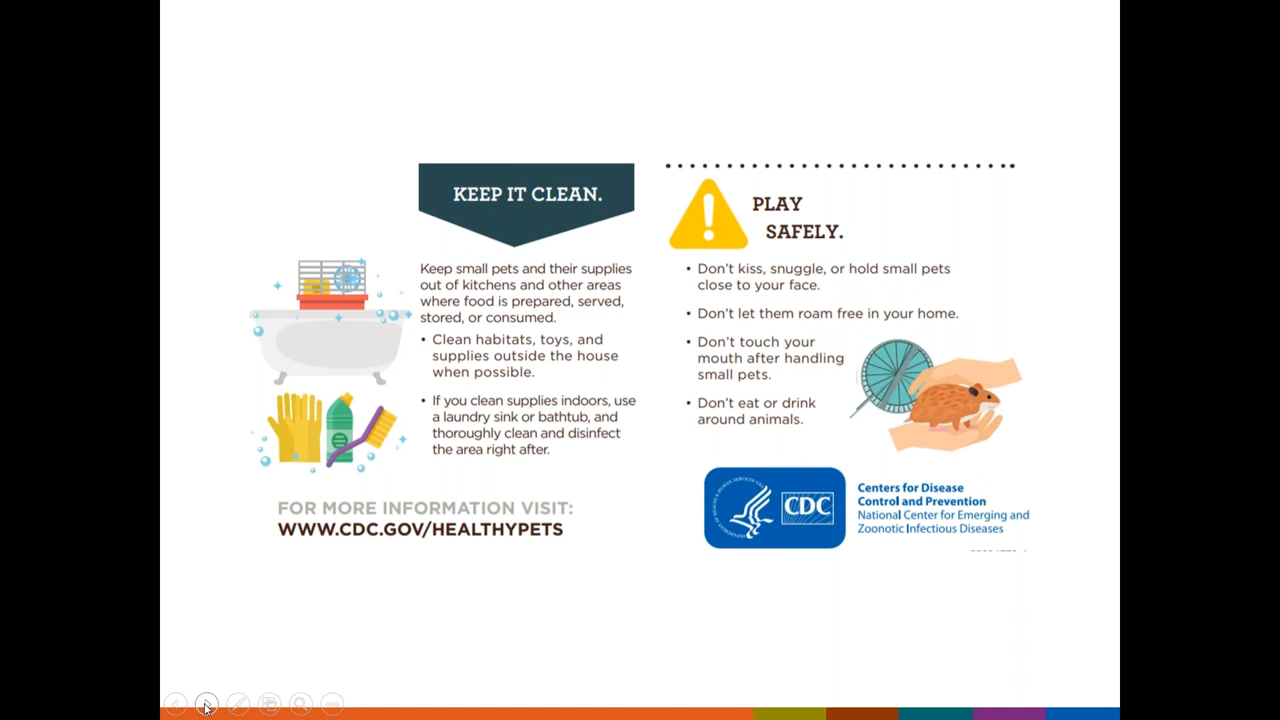 KEEP IT CLEAN.
Keep small pets and their supplies
out of kitchens and other areas
where food is prepared, served,
stored, or consumed.
• Clean habitats, toys, and
supplies outside the house
when possible.
• If you clean supplies indoors, use
a laundry sink or bathtub, and
thoroughly clean and disinfect
the area right after.
FOR MORE INFORMATION VISIT:
WWW.CDC.GOV/HEALTHYPETS
PLAY
SAFELY.
• Don't kiss, snuggle, or hold small pets
close to your face.
• Don't let them roam free in your home.
• Don't touch your
mouth after handling
small pets.
• Don't eat or drink
around animals.
CDC
Centers for Disease
Control and Prevention
National Center for Emerging and
Zoonotic Infectious Diseases